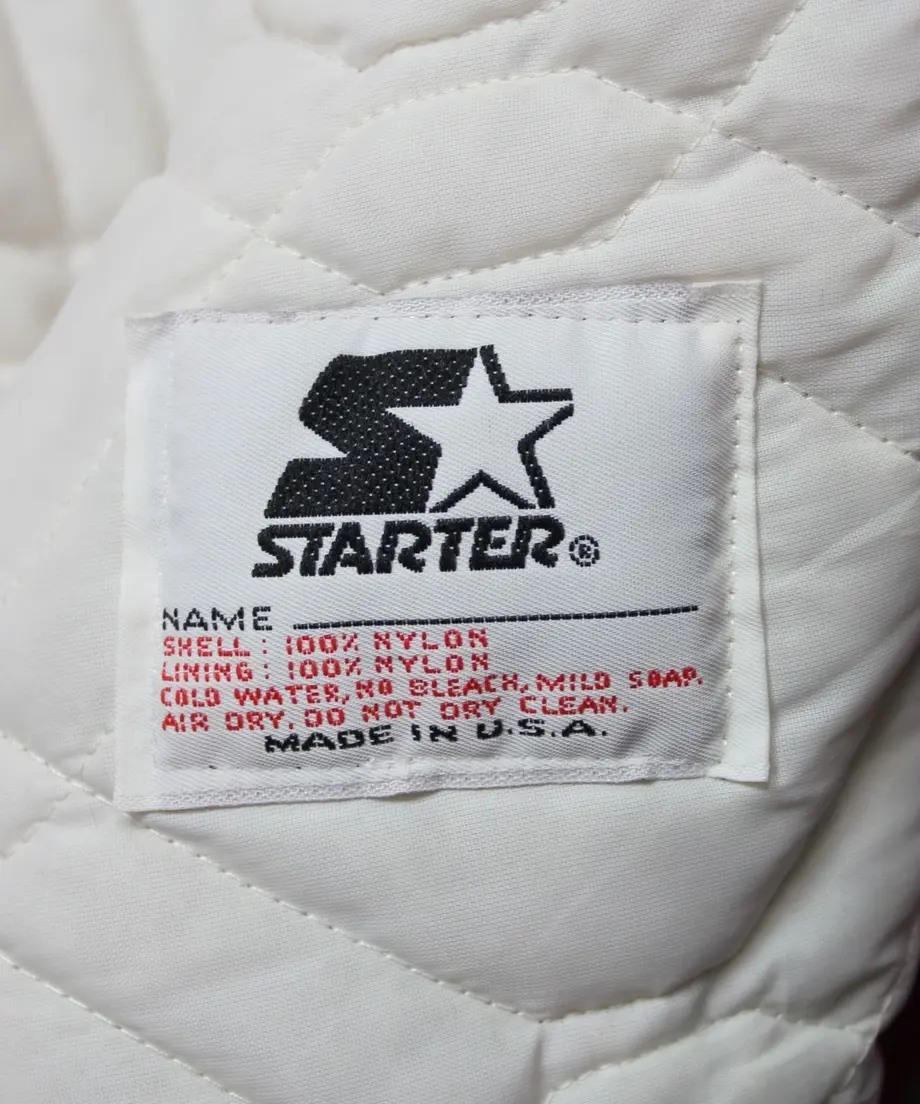 STARTER®
NAME
SHELL: 100% NYLON
LINING: 100% NYLON
COLD WATER, NO BLEACH, MILD SOAP.
AIR DRY. DO NOT DRY CLEAN.
MADE IN U.S.A.